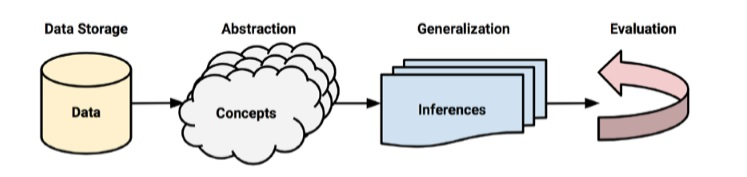 Data Storage
Abstraction
Generalization
Evaluation
Data
Concepts
Inferences